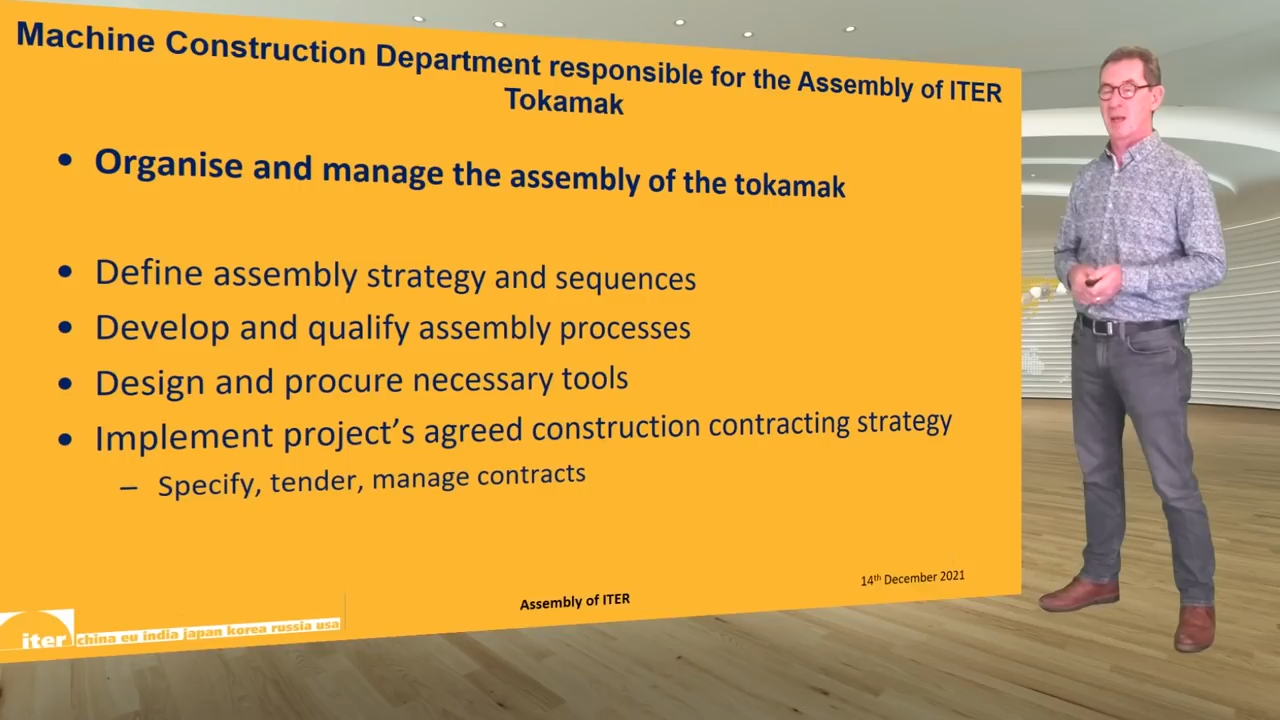 Machine Construction Department responsible for the Assembly of ITER
Tokamak
• Organise and manage the assembly of the tokamak
• Define assembly strategy and sequences
• Develop and qualify assembly processes
• Design and procure necessary tools
• Implement project's agreed construction contracting strategy
– Specify, tender, manage contracts
14th December 2021
Assembly of ITER
iter china eu india japan korea russia usa